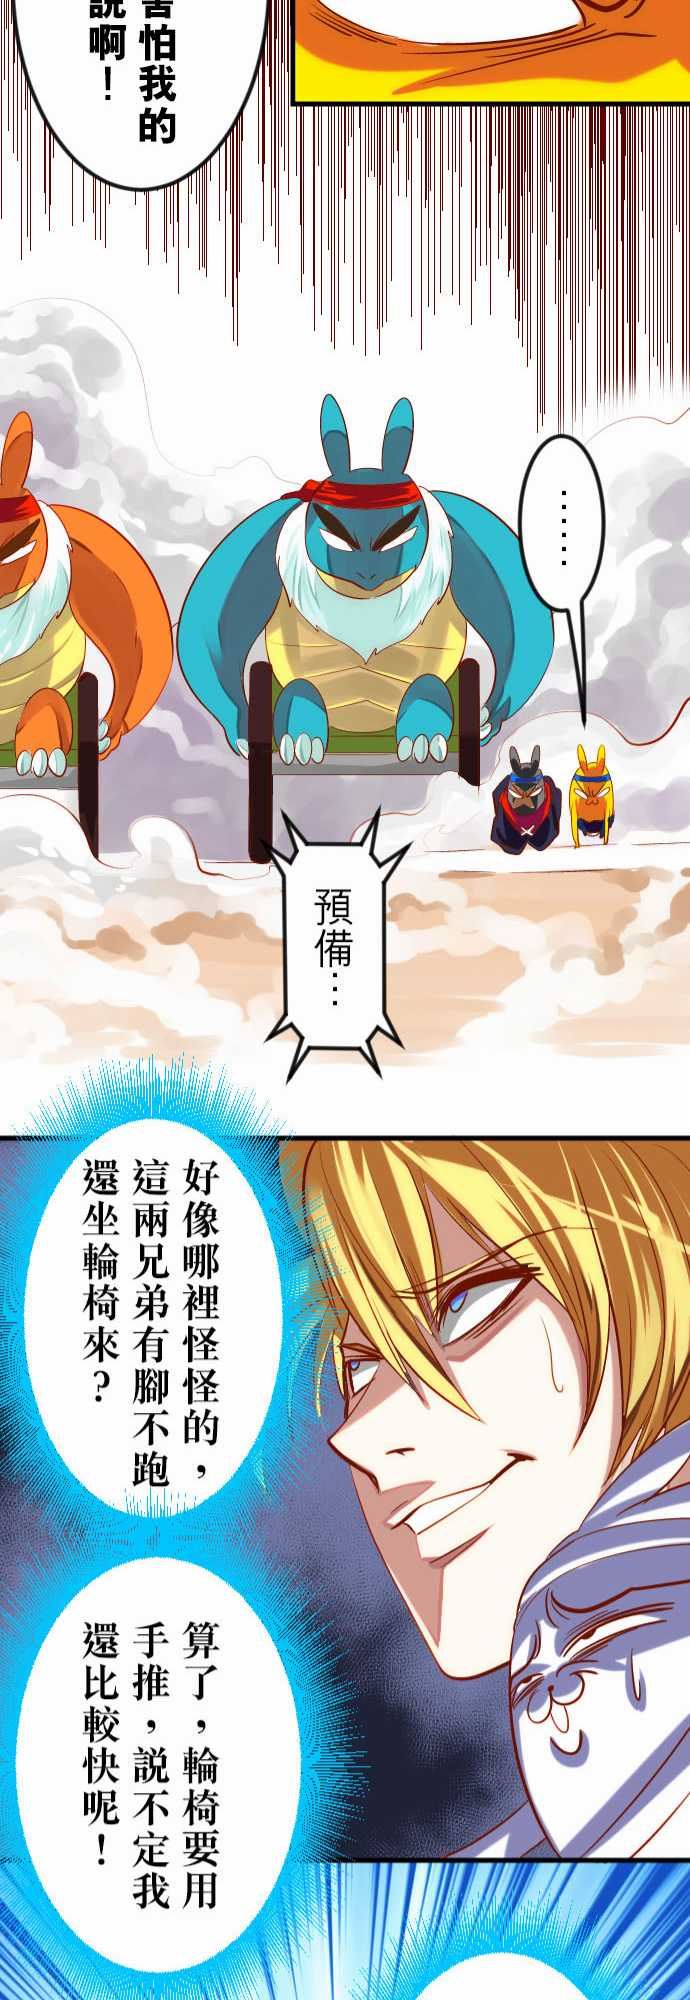 害怕我的
說啊！
……
預備…
好像哪裡怪怪的，
這兩兄弟有腳不跑
還坐輪椅來？
算了，輪椅要用
手推，說不定我
還比較快呢！